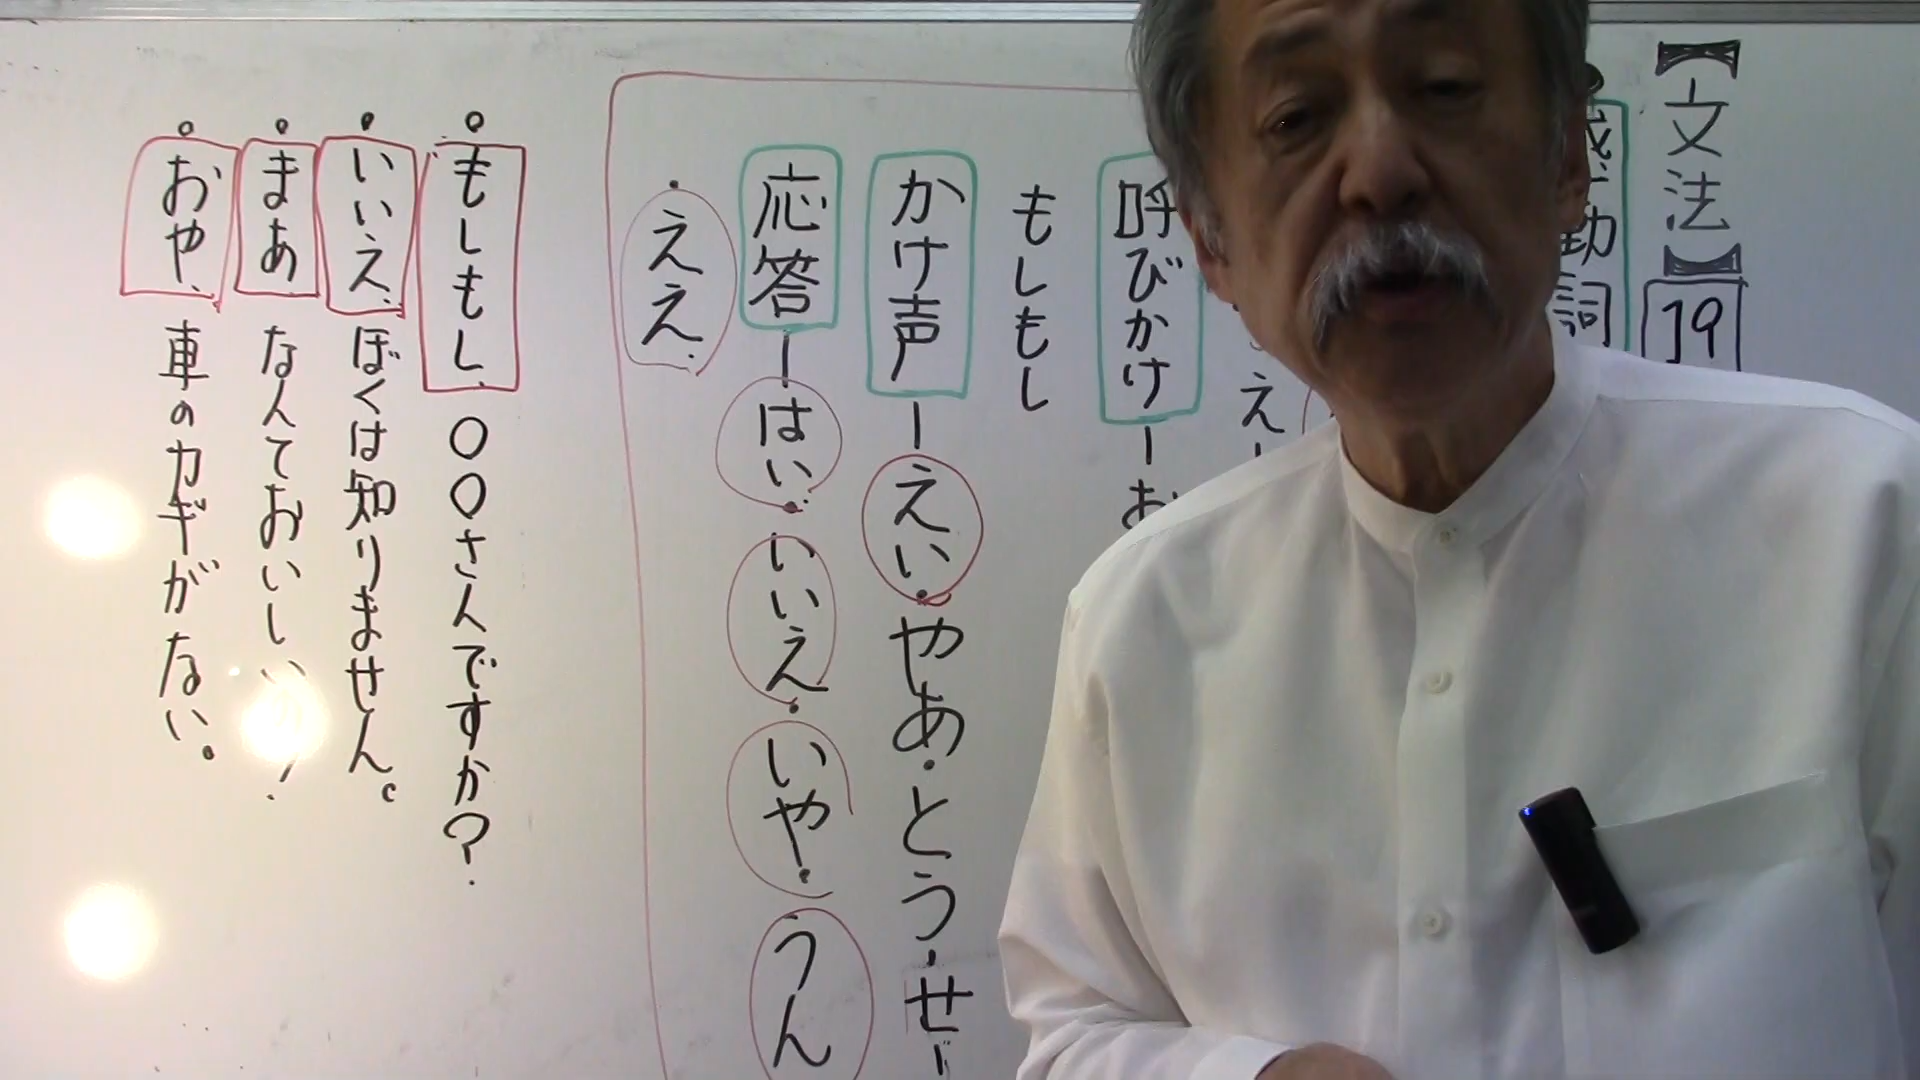 【文法】19
感動詞
え
呼びかけーお
もしもし
かけ声ーえい・やあ・とう・せー
応答ーはい・いいえ・いや・うん
・ええ
・もしもし、〇〇さんですか？
・いいえ、ぼくは知りません。
・まあ なんておいしい！
・おや、車のカギがない。